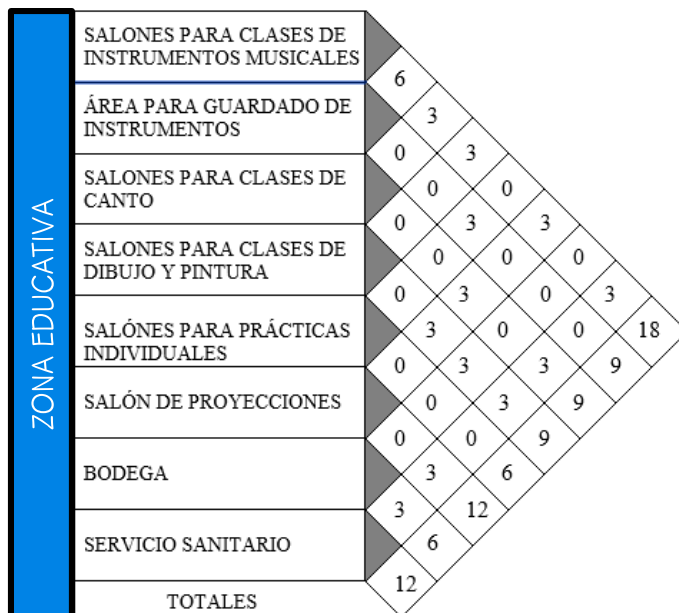 ZONA EDUCATIVA
SALONES PARA CLASES DE
INSTRUMENTOS MUSICALES
ÁREA PARA GUARDADO DE
INSTRUMENTOS
SALONES PARA CLASES DE
CANTO
SALONES PARA CLASES DE
DIBUJO Y PINTURA
SALÓNES PARA PRÁCTICAS
INDIVIDUALES
SALÓN DE PROYECCIONES
BODEGA
SERVICIO SANITARIO
TOTALES
6
3
0 3
0 0
0 3 3
0 0 0
0 3 0 3
3 0 0 18
0 3 3 9
0 3 9
0 0 9
3 6
3 12
6
12